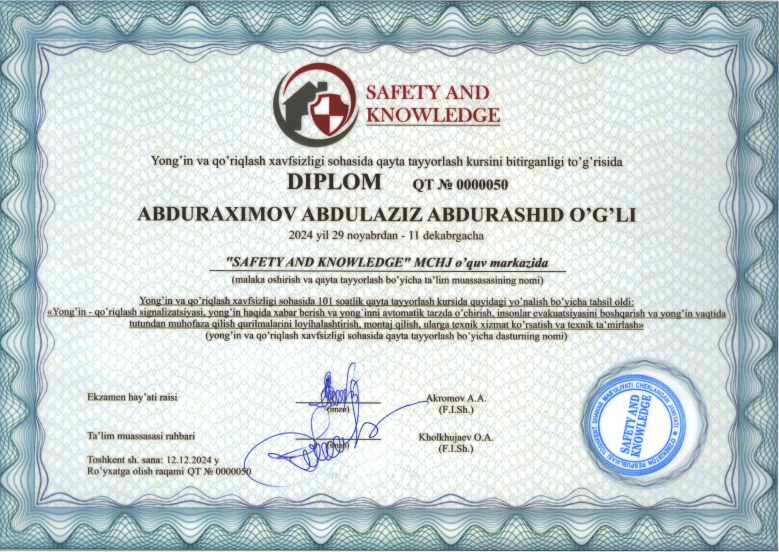 SAFETY AND
KNOWLEDGE
Yong’in va qo’riqlash xavfsizligi sohasida qayta tayyorlash kursini bitirganligi to’g’risida
DIPLOM QT № 0000050
ABDURAXIMOV ABDULAZIZ ABDURASHID O’G’LI
2024 yil 29 noyabrdan - 11 dekabrgacha
"SAFETY AND KNOWLEDGE" MCHJ o’quv markazida
(malaka oshirish va qayta tayyorlash bo’yicha ta’lim muassasasining nomi)
Yong’in va qo’riqlash xavfsizligi sohasida 101 soatlik qayta tayyorlash kursida quyidagi yo’nalish bo’yicha tahsil oldi:
«Yong’in - qo’riqlash signalizatsiyasi, yong’in haqida xabar berish va yong’inni avtomatik tarzda o’chirish, insonlar evakuatsiyasini boshqarish va yong’in vaqtida
tutundan muhofaza qilish qurilmalarini loyihalashtirish, montaj qilish, ularga texnik xizmat ko’rsatish va texnik ta’mirlash»
(yong’in va qo’riqlash xavfsizligi sohasida qayta tayyorlash bo’yicha dasturning nomi)
Ekzamen hay’ati raisi
(imzo)
Akromov A.A.
(F.I.Sh.)
Ta’lim muassasasi rahbari
(imzo)
Kholkhujaev O.A.
(F.I.Sh.)
Toshkent sh. sana: 12.12.2024 y
Ro’yxatga olish raqami QT № 0000050
SAFETY AND
KNOWLEDGE